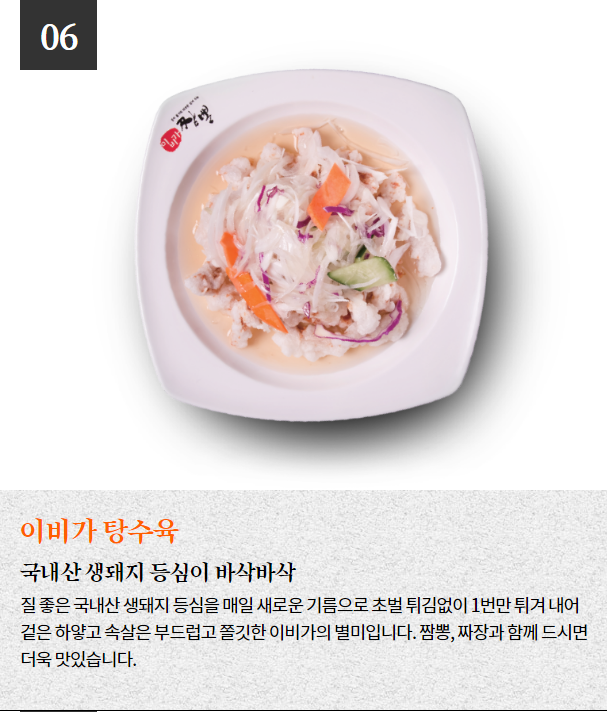 06
이비가
짬뽕
이비가 탕수육
국내산 생돼지 등심이 바삭바삭
질 좋은 국내산 생돼지 등심을 매일 새로운 기름으로 초벌 튀김없이 1번만 튀겨 내어
겉은 하얗고 속살은 부드럽고 쫄깃한 이비가의 별미입니다. 짬뽕, 짜장과 함께 드시면
더욱 맛있습니다.